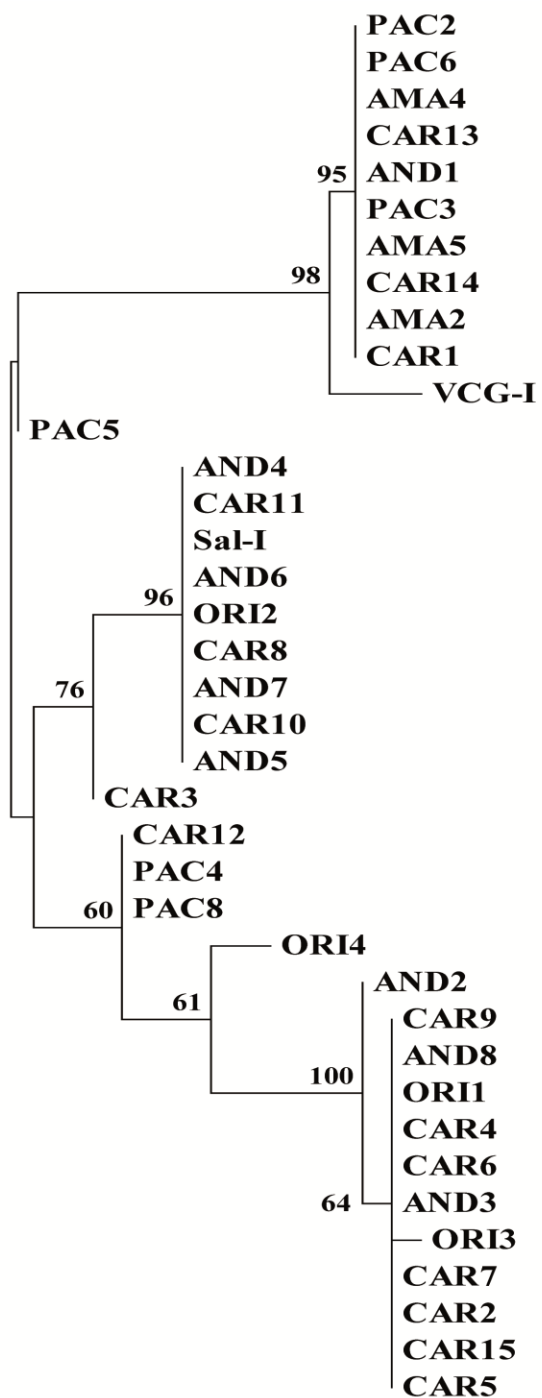 PAC2
PAC6
AMA4
CAR13
AND1
95
PAC3
AMA5
98
CAR14
AMA2
CAR1
VCG-I
PAC5
AND4
CAR11
Sal-I
AND6
96
ORI2
CAR8
AND7
76
CAR10
AND5
CAR3
CAR12
PAC4
PAC8
60
ORI4
AND2
61
CAR9
AND8
100
ORI1
CAR4
CAR6
AND3
64
ORI3
CAR7
CAR2
CAR15
CAR5